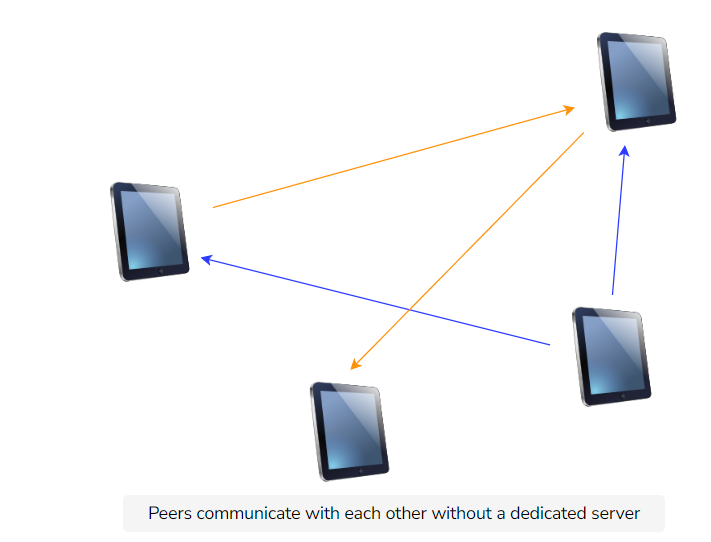 Peers communicate with each other without a dedicated server